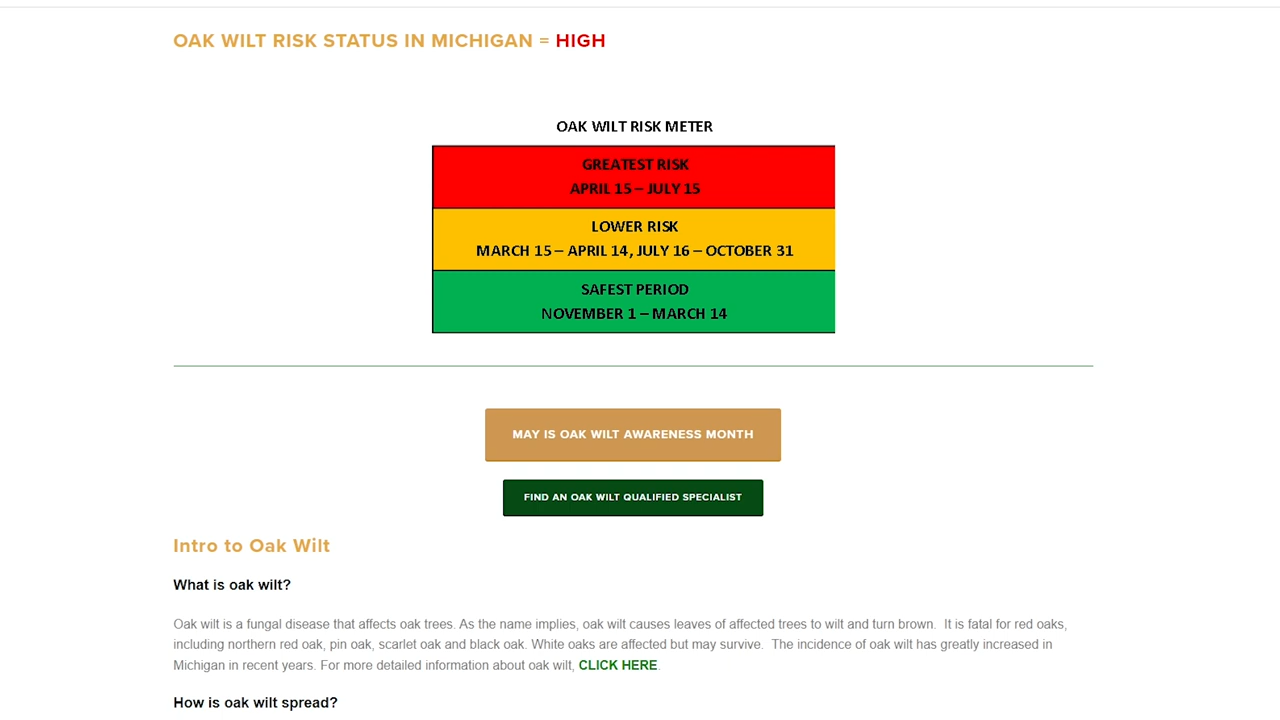 OAK WILT RISK STATUS IN MICHIGAN = HIGH
OAK WILT RISK METER
GREATEST RISK
APRIL 15 – JULY 15
LOWER RISK
MARCH 15 – APRIL 14, JULY 16 – OCTOBER 31
SAFEST PERIOD
NOVEMBER 1 – MARCH 14
MAY IS OAK WILT AWARENESS MONTH
FIND AN OAK WILT QUALIFIED SPECIALIST
Intro to Oak Wilt
What is oak wilt?
Oak wilt is a fungal disease that affects oak trees. As the name implies, oak wilt causes leaves of affected trees to wilt and turn brown.  It is fatal for red oaks,
including northern red oak, pin oak, scarlet oak and black oak. White oaks are affected but may survive.  The incidence of oak wilt has greatly increased in
Michigan in recent years. For more detailed information about oak wilt, CLICK HERE.
How is oak wilt spread?